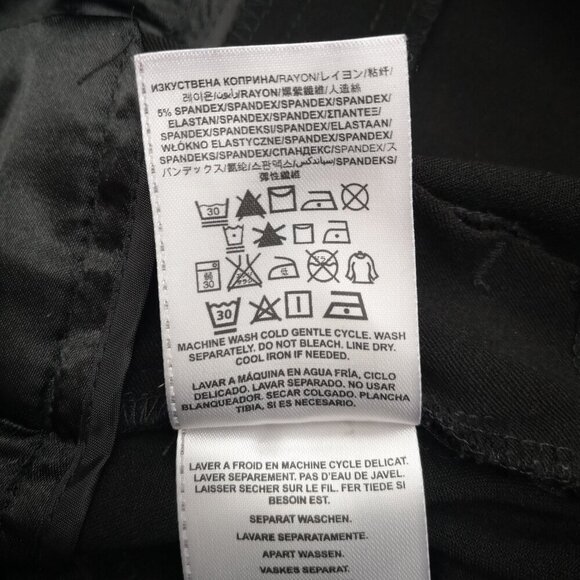 ИЗКУСТВЕНА КОПРИНА/RAYON/レイヨン/粘纤/
레이온/رايون/RAYON/嫘縈纖維/人造絲
5% SPANDEX/SPANDEX/SPANDEX/SPANDEX/
ELASTAN/SPANDEX/SPANDEX/ΣΠΑΝΤΕΞ/
SPANDEX/SPANDEKSI/SPANDEX/ELASTAAN/
WŁÓKNO ELASTYCZNE/SPANDEX/SPANDEX/
SPANDEKS/SPANDEX/СПАНДЕКС/SPANDEX/ス
パンデックス/氨纶/스판덱스/سباندكس/SPANDEKS/
彈性纖維
30
30
30
MACHINE WASH COLD GENTLE CYCLE. WASH
SEPARATELY. DO NOT BLEACH. LINE DRY.
COOL IRON IF NEEDED.
LAVAR A MÁQUINA EN AGUA FRÍA, CICLO
DELICADO. LAVAR SEPARADO. NO USAR
BLANQUEADOR. SECAR COLGADO. PLANCHA
TIBIA, SI ES NECESARIO.
LAVER A FROID EN MACHINE CYCLE DELICAT.
LAVER SEPAREMENT. PAS D'EAU DE JAVEL.
LAISSER SECHER SUR LE FIL. FER TIEDE SI
BESOIN EST.
SEPARAT WASCHEN.
LAVARE SEPARATAMENTE.
APART WASSEN.
VASKES SEPARAT.